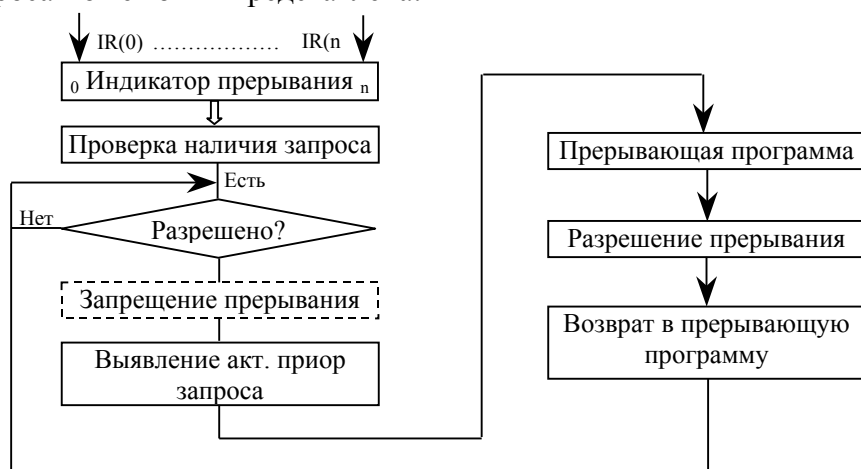 IR(0) ……………… IR(n
0 Индикатор прерывания n
Проверка наличия запроса
Есть
Нет
Разрешено?
Запрещение прерывания
Выявление акт. приор
запроса
Прерывающая программа
Разрешение прерывания
Возврат в прерывающую
программу